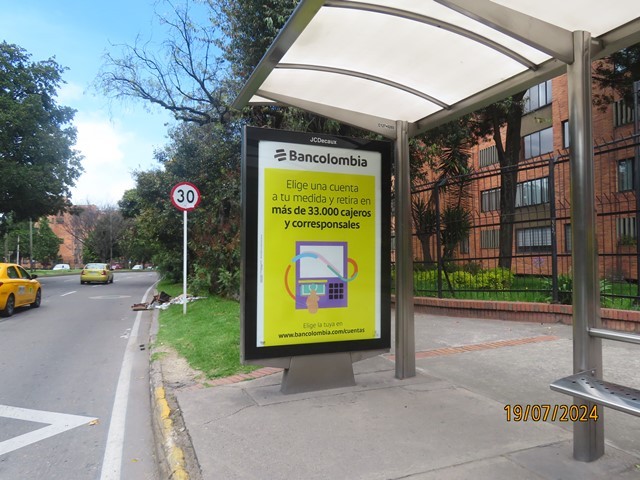 30
JCDecaux
Bancolombia
Elige una cuenta
a tu medida y retira en
más de 33.000 cajeros
y corresponsales
Elige la tuya en
www.bancolombia.com/cuentas
19/07/2024